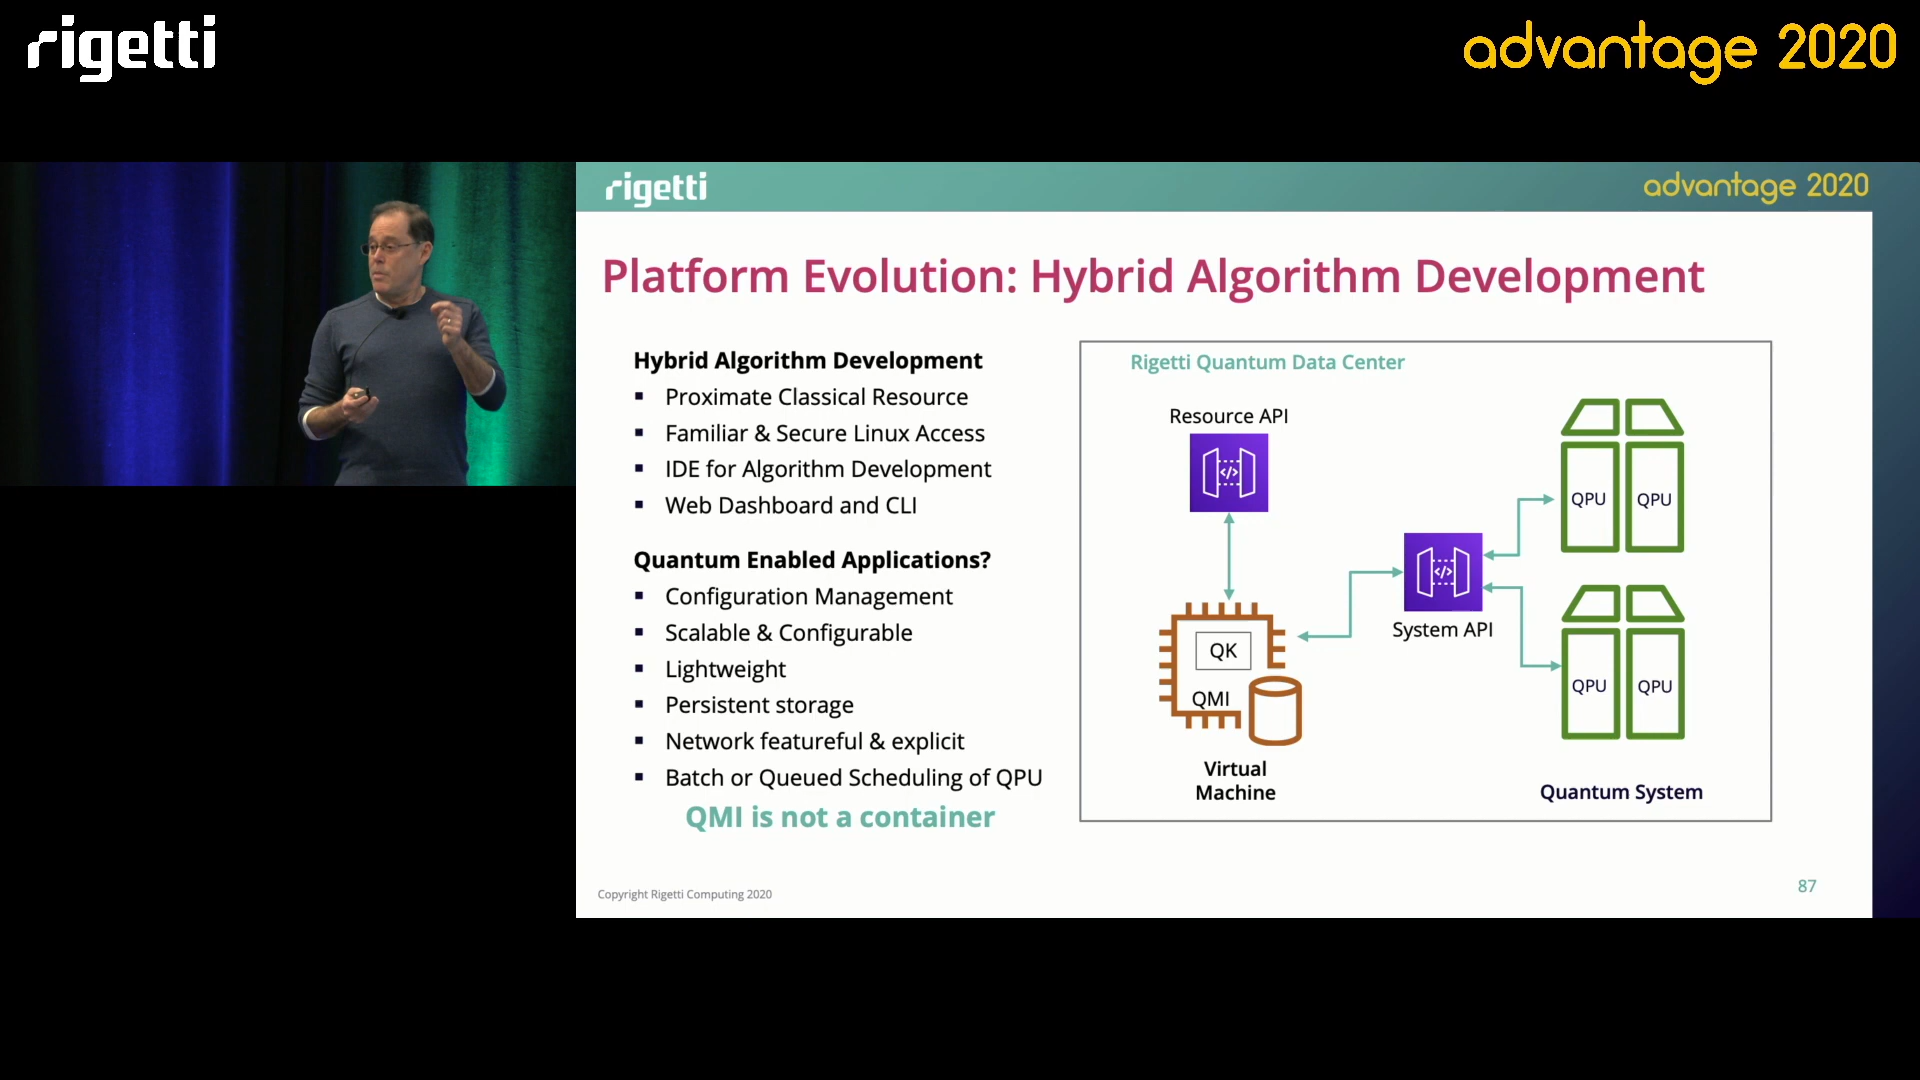 rigetti
advantage 2020
rigetti
advantage 2020
Platform Evolution: Hybrid Algorithm Development
Hybrid Algorithm Development
▪ Proximate Classical Resource
▪ Familiar & Secure Linux Access
▪ IDE for Algorithm Development
▪ Web Dashboard and CLI
Quantum Enabled Applications?
▪ Configuration Management
▪ Scalable & Configurable
▪ Lightweight
▪ Persistent storage
▪ Network featureful & explicit
▪ Batch or Queued Scheduling of QPU
QMI is not a container
Rigetti Quantum Data Center
Resource API
</>
QK
QMI
Virtual
Machine
</>
System API
QPU
QPU
QPU
QPU
Quantum System
Copyright Rigetti Computing 2020
87